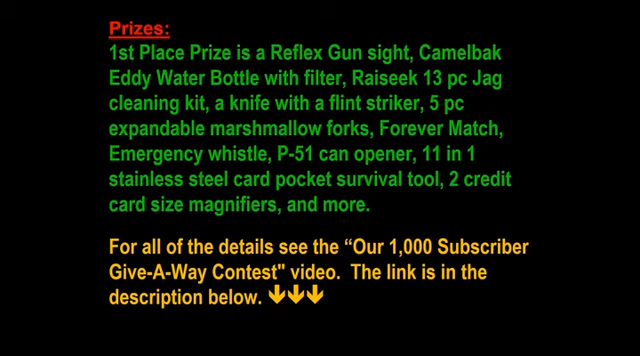 Prizes:
1st Place Prize is a Reflex Gun sight, Camelbak
Eddy Water Bottle with filter, Raiseek 13 pc Jag
cleaning kit, a knife with a flint striker, 5 pc
expandable marshmallow forks, Forever Match,
Emergency whistle, P-51 can opener, 11 in 1
stainless steel card pocket survival tool, 2 credit
card size magnifiers, and more.
For all of the details see the “Our 1,000 Subscriber
Give-A-Way Contest" video. The link is in the
description below. 🡻🡻🡻